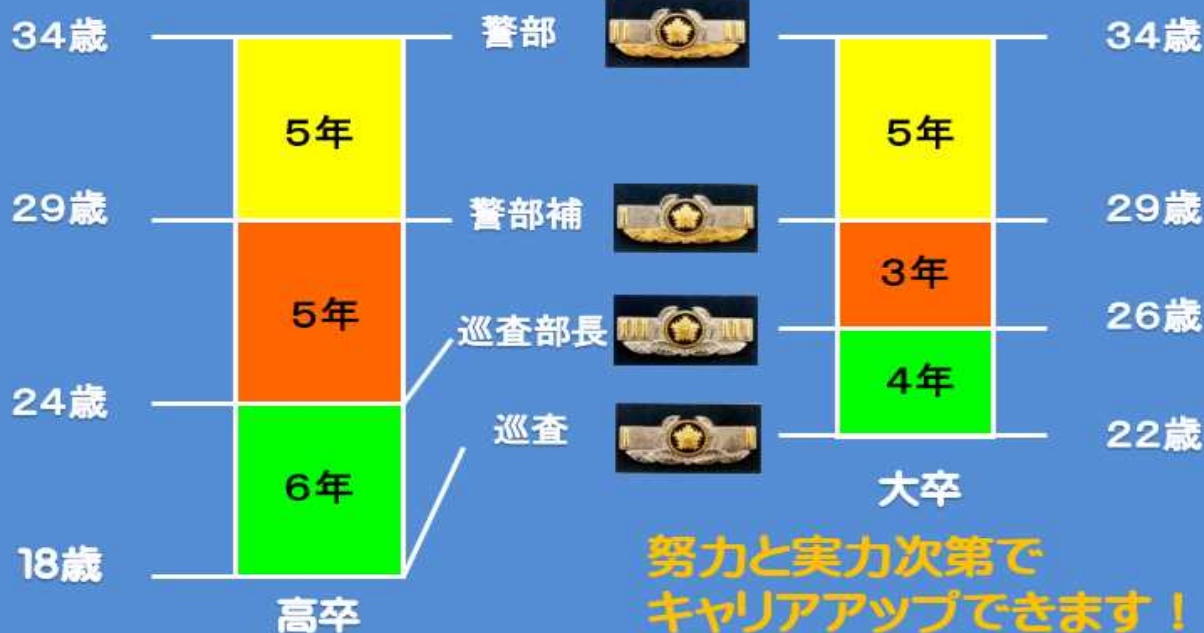 34歳
警部
34歳
5年
5年
29歳
警部補
29歳
5年
3年
巡査部長
26歳
24歳
4年
巡査
22歳
6年
大卒
18歳
高卒
努力と実力次第で
キャリアアップできます！